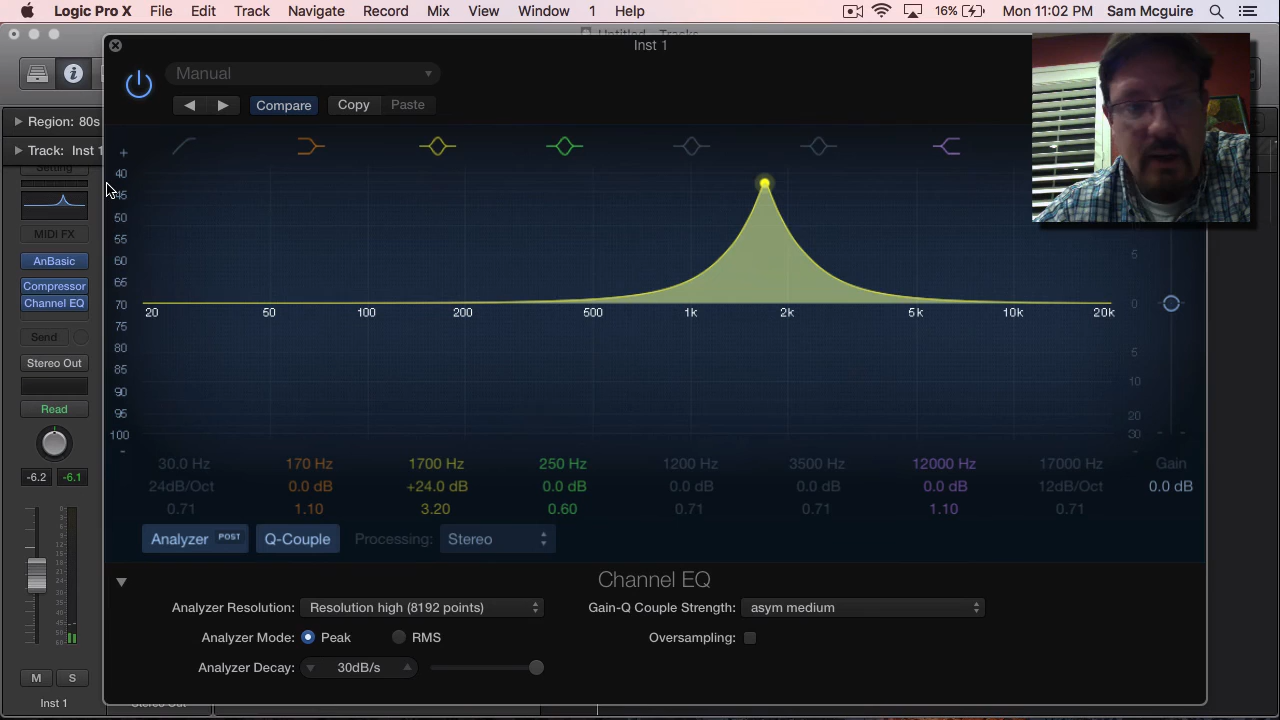 Logic Pro X File Edit Track Navigate Record Mix View Window 1 Help 16% Mon 11:02 PM Sam Mcguire
Untitled - Tracks
Inst 1
Manual
Compare Copy Paste
Region: 80s
Track: Inst 1
Setting
MIDI FX
AnBasic
Compressor
Channel EQ
Send
Stereo Out
Read
-6.2 -6.1
M S
Inst 1 Stereo Out
+
40
45
50
55
60
65
70
75
80
85
90
95
100
-
20 50 100 200 500 1k 2k 5k 10k 20k
5
0
5
10
20
30
30.0 Hz 170 Hz 1700 Hz 250 Hz 1200 Hz 3500 Hz 12000 Hz 17000 Hz Gain
24dB/Oct 0.0 dB +24.0 dB 0.0 dB 0.0 dB 0.0 dB 0.0 dB 12dB/Oct 0.0 dB
0.71 1.10 3.20 0.60 0.71 0.71 1.10 0.71
Analyzer POST Q-Couple Processing: Stereo
Channel EQ
Analyzer Resolution: Resolution high (8192 points) Gain-Q Couple Strength: asym medium
Analyzer Mode: Peak RMS Oversampling:
Analyzer Decay: 30dB/s